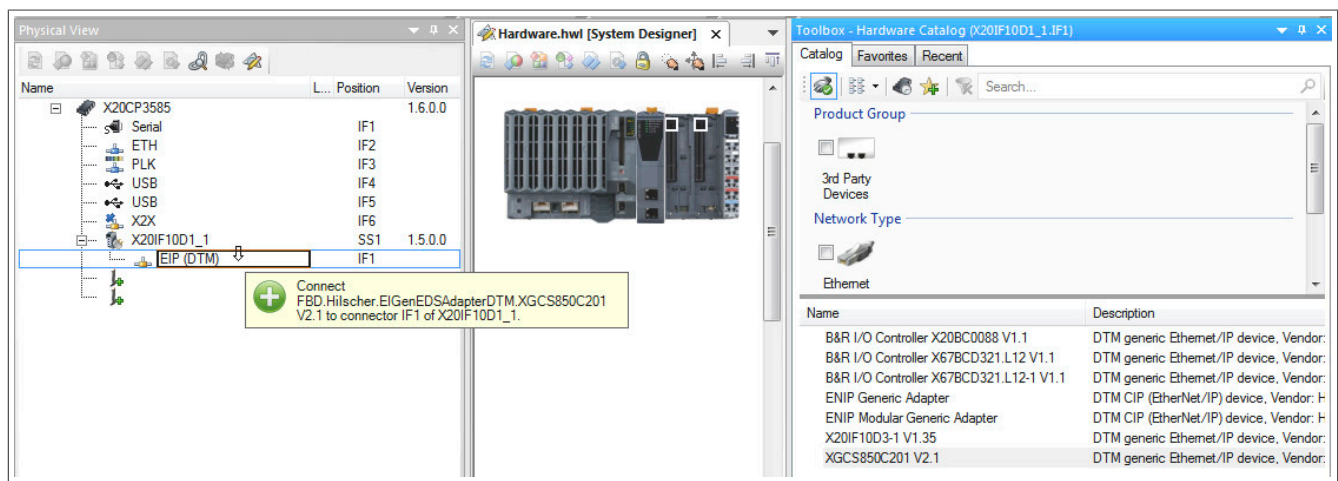 Physical View
Name L... Position Version
X20CP3585 1.6.0.0
Serial IF1
ETH IF2
PLK IF3
USB IF4
USB IF5
X2X IF6
X20IF10D1_1 SS1 1.5.0.0
EIP (DTM) IF1
Connect
FBD.Hilscher.EIGenEDSAdapterDTM.XGCS850C201
V2.1 to connector IF1 of X20IF10D1_1.
Hardware.hwl [System Designer] X
Toolbox - Hardware Catalog (X20IF10D1_1.IF1)
Catalog Favorites Recent
Search...
Product Group
3rd Party
Devices
Network Type
Ethernet
Name Description
B&R I/O Controller X20BC0088 V1.1 DTM generic Ethernet/IP device, Vendor:
B&R I/O Controller X67BCD321.L12 V1.1 DTM generic Ethernet/IP device, Vendor:
B&R I/O Controller X67BCD321.L12-1 V1.1 DTM generic Ethernet/IP device, Vendor:
ENIP Generic Adapter DTM CIP (EtherNet/IP) device, Vendor: H
ENIP Modular Generic Adapter DTM CIP (EtherNet/IP) device, Vendor: H
X20IF10D3-1 V1.35 DTM generic Ethernet/IP device, Vendor:
XGCS850C201 V2.1 DTM generic Ethernet/IP device, Vendor: